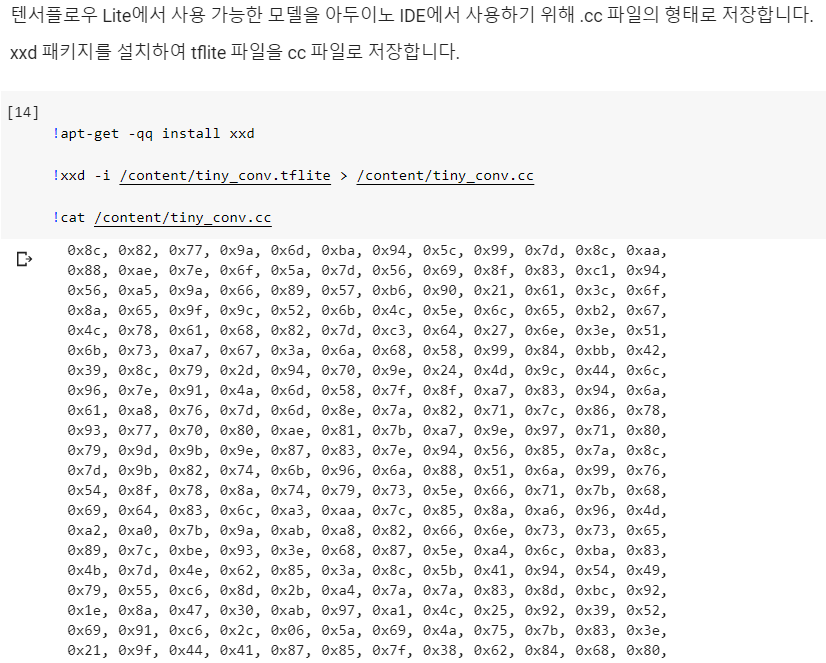 텐서플로우 Lite에서 사용 가능한 모델을 아두이노 IDE에서 사용하기 위해 .cc 파일의 형태로 저장합니다.
xxd 패키지를 설치하여 tflite 파일을 cc 파일로 저장합니다.
[14]
!apt-get -qq install xxd
!xxd -i /content/tiny_conv.tflite > /content/tiny_conv.cc
!cat /content/tiny_conv.cc
0x8c, 0x82, 0x77, 0x9a, 0x6d, 0xba, 0x94, 0x5c, 0x99, 0x7d, 0x8c, 0xaa,
0x88, 0xae, 0x7e, 0x6f, 0x5a, 0x7d, 0x56, 0x69, 0x8f, 0x83, 0xc1, 0x94,
0x56, 0xa5, 0x9a, 0x66, 0x89, 0x57, 0xb6, 0x90, 0x21, 0x61, 0x3c, 0x6f,
0x8a, 0x65, 0x9f, 0x9c, 0x52, 0x6b, 0x4c, 0x5e, 0x6c, 0x65, 0xb2, 0x67,
0x4c, 0x78, 0x61, 0x68, 0x82, 0x7d, 0xc3, 0x64, 0x27, 0x6e, 0x3e, 0x51,
0x6b, 0x73, 0xa7, 0x67, 0x3a, 0x6a, 0x68, 0x58, 0x99, 0x84, 0xbb, 0x42,
0x39, 0x8c, 0x79, 0x2d, 0x94, 0x70, 0x9e, 0x24, 0x4d, 0x9c, 0x44, 0x6c,
0x96, 0x7e, 0x91, 0x4a, 0x6d, 0x58, 0x7f, 0x8f, 0xa7, 0x83, 0x94, 0x6a,
0x61, 0xa8, 0x76, 0x7d, 0x6d, 0x8e, 0x7a, 0x82, 0x71, 0x7c, 0x86, 0x78,
0x93, 0x77, 0x70, 0x80, 0xae, 0x81, 0x7b, 0xa7, 0x9e, 0x97, 0x71, 0x80,
0x79, 0x9d, 0x9b, 0x9e, 0x87, 0x83, 0x7e, 0x94, 0x56, 0x85, 0x7a, 0x8c,
0x7d, 0x9b, 0x82, 0x74, 0x6b, 0x96, 0x6a, 0x88, 0x51, 0x6a, 0x99, 0x76,
0x54, 0x8f, 0x78, 0x8a, 0x74, 0x79, 0x73, 0x5e, 0x66, 0x71, 0x7b, 0x68,
0x69, 0x64, 0x83, 0x6c, 0xa3, 0xaa, 0x7c, 0x85, 0x8a, 0xa6, 0x96, 0x4d,
0xa2, 0xa0, 0x7b, 0x9a, 0xab, 0xa8, 0x82, 0x66, 0x6e, 0x73, 0x73, 0x65,
0x89, 0x7c, 0xbe, 0x93, 0x3e, 0x68, 0x87, 0x5e, 0xa4, 0x6c, 0xba, 0x83,
0x4b, 0x7d, 0x4e, 0x62, 0x85, 0x3a, 0x8c, 0x5b, 0x41, 0x94, 0x54, 0x49,
0x79, 0x55, 0xc6, 0x8d, 0x2b, 0xa4, 0x7a, 0x7a, 0x83, 0x8d, 0xbc, 0x92,
0x1e, 0x8a, 0x47, 0x30, 0xab, 0x97, 0xa1, 0x4c, 0x25, 0x92, 0x39, 0x52,
0x69, 0x91, 0xc6, 0x2c, 0x06, 0x5a, 0x69, 0x4a, 0x75, 0x7b, 0x83, 0x3e,
0x21, 0x9f, 0x44, 0x41, 0x87, 0x85, 0x7f, 0x38, 0x62, 0x84, 0x68, 0x80,